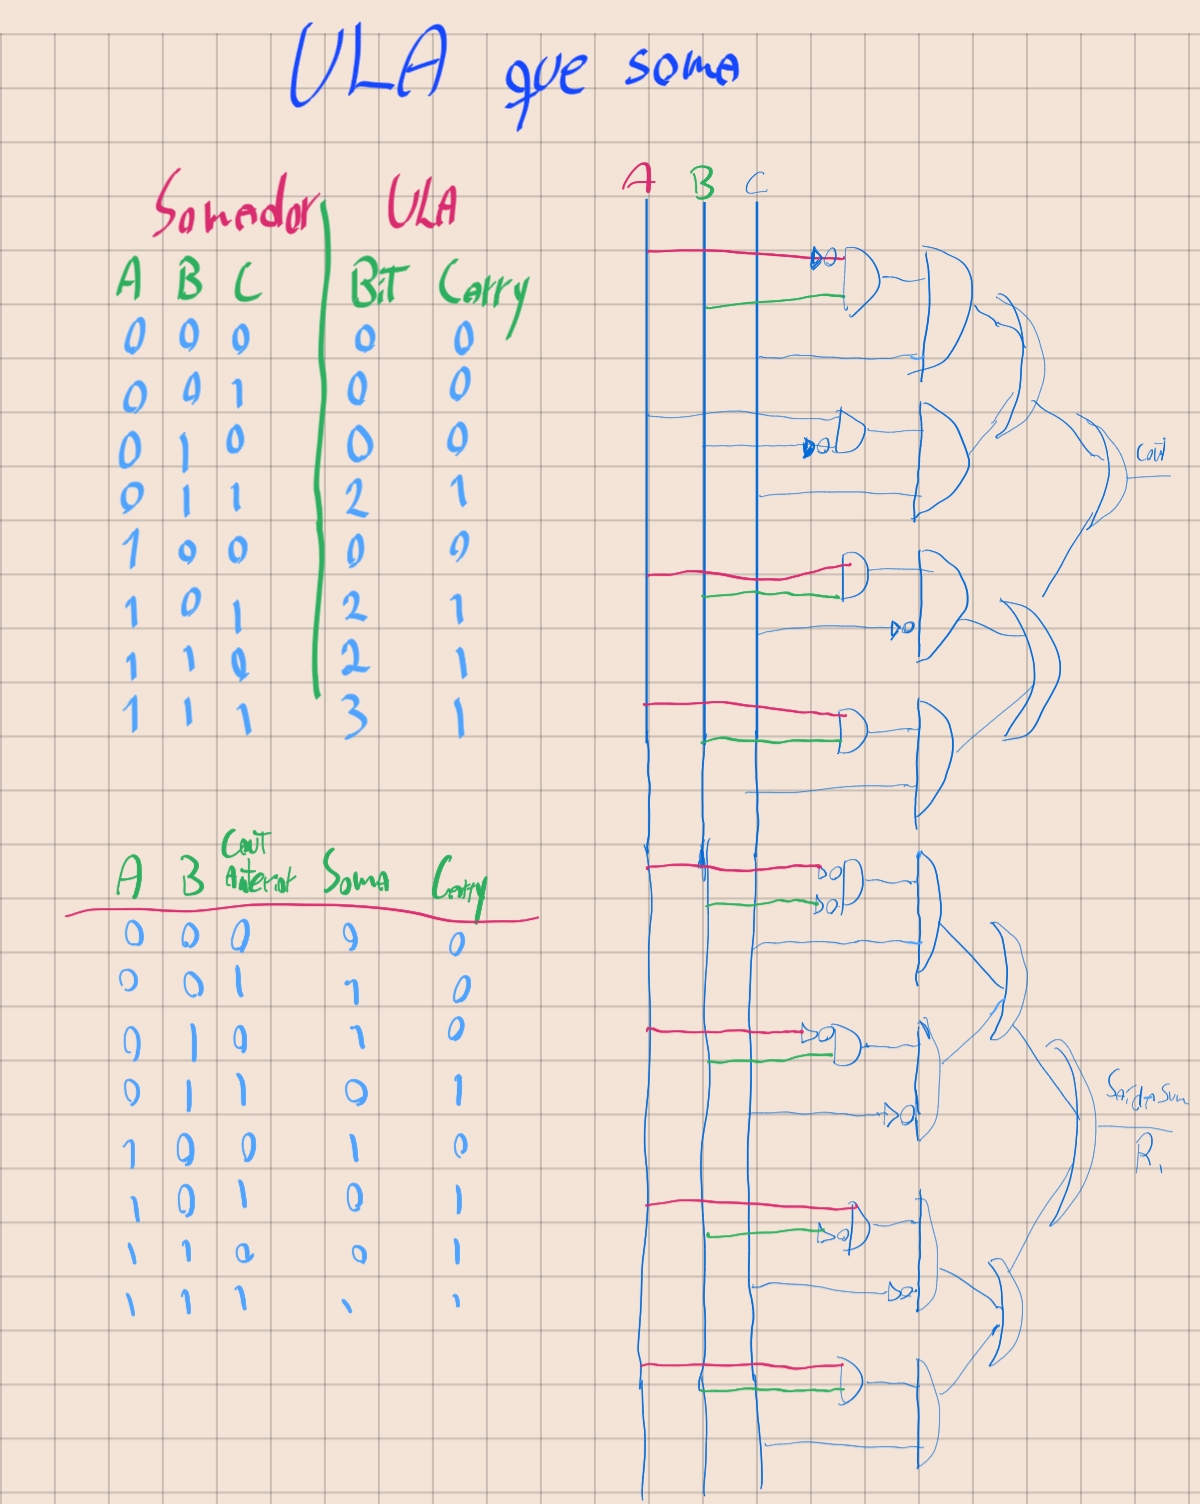 ULA que soma
Somador ULA
A B C BiT Carry
0 0 0 0 0
0 0 1 0 0
0 1 0 0 0
0 1 1 2 1
1 0 0 0 0
1 0 1 2 1
1 1 0 2 1
1 1 1 3 1
A B Cout Anterior Soma Carry
0 0 0 0 0
0 0 1 1 0
0 1 0 1 0
0 1 1 0 1
1 0 0 1 0
1 0 1 0 1
1 1 0 0 1
1 1 1 1 1
A B C
Cout
Saída Sum
R1